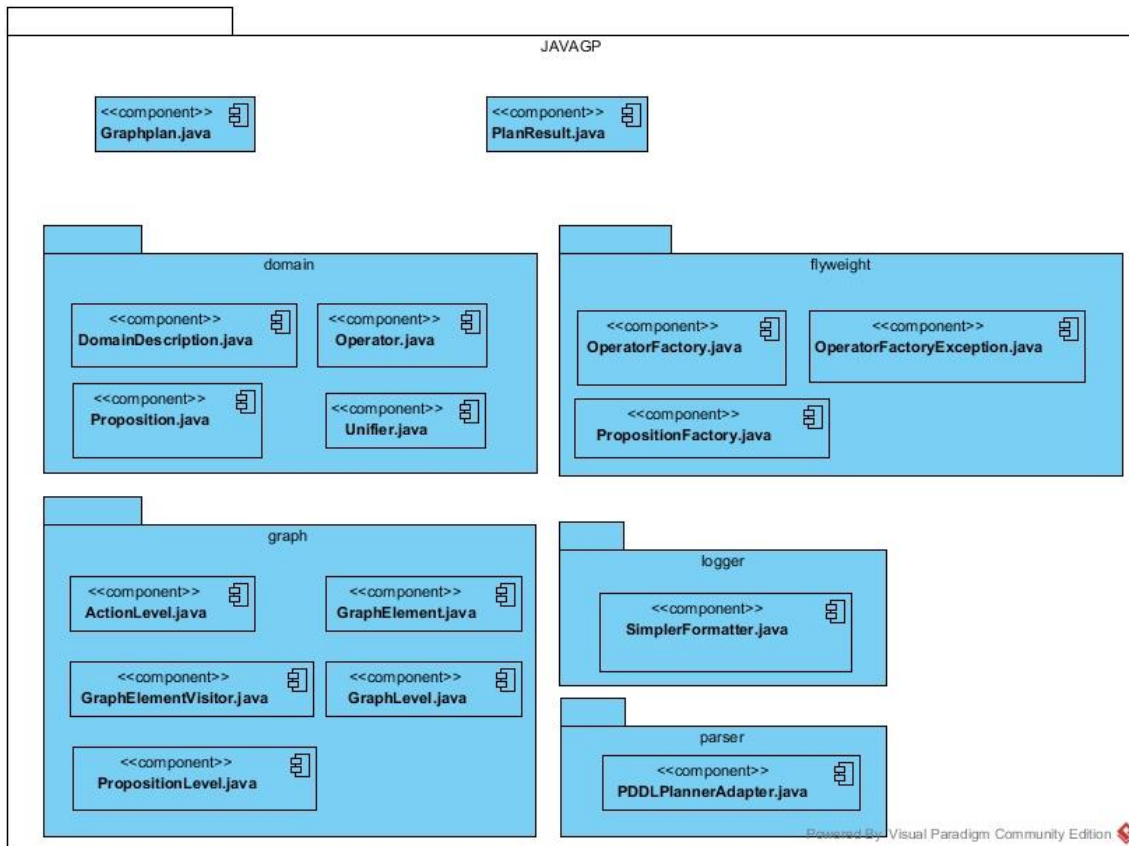 JAVAGP
<<component>>
Graphplan.java
<<component>>
PlanResult.java
domain
<<component>>
DomainDescription.java
<<component>>
Operator.java
<<component>>
Proposition.java
<<component>>
Unifier.java
flyweight
<<component>>
OperatorFactory.java
<<component>>
OperatorFactoryException.java
<<component>>
PropositionFactory.java
graph
<<component>>
ActionLevel.java
<<component>>
GraphElement.java
<<component>>
GraphElementVisitor.java
<<component>>
GraphLevel.java
<<component>>
PropositionLevel.java
logger
<<component>>
SimplerFormatter.java
parser
<<component>>
PDDLPlannerAdapter.java
Powered By Visual Paradigm Community Edition